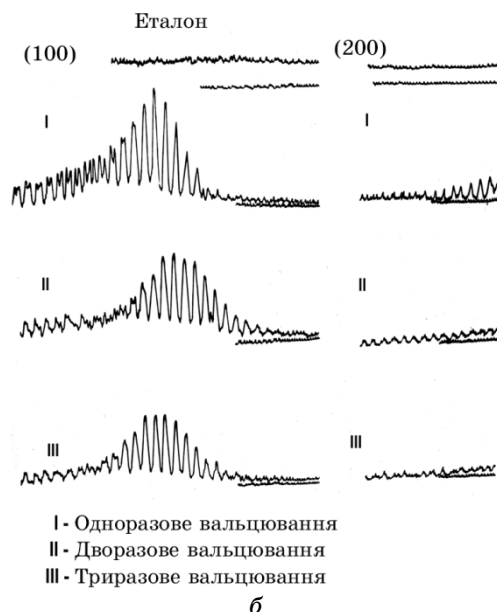 Еталон
(100)
(200)
I
I
II
II
III
III
I - Одноразове вальцювання
II - Дворазове вальцювання
III - Триразове вальцювання
б